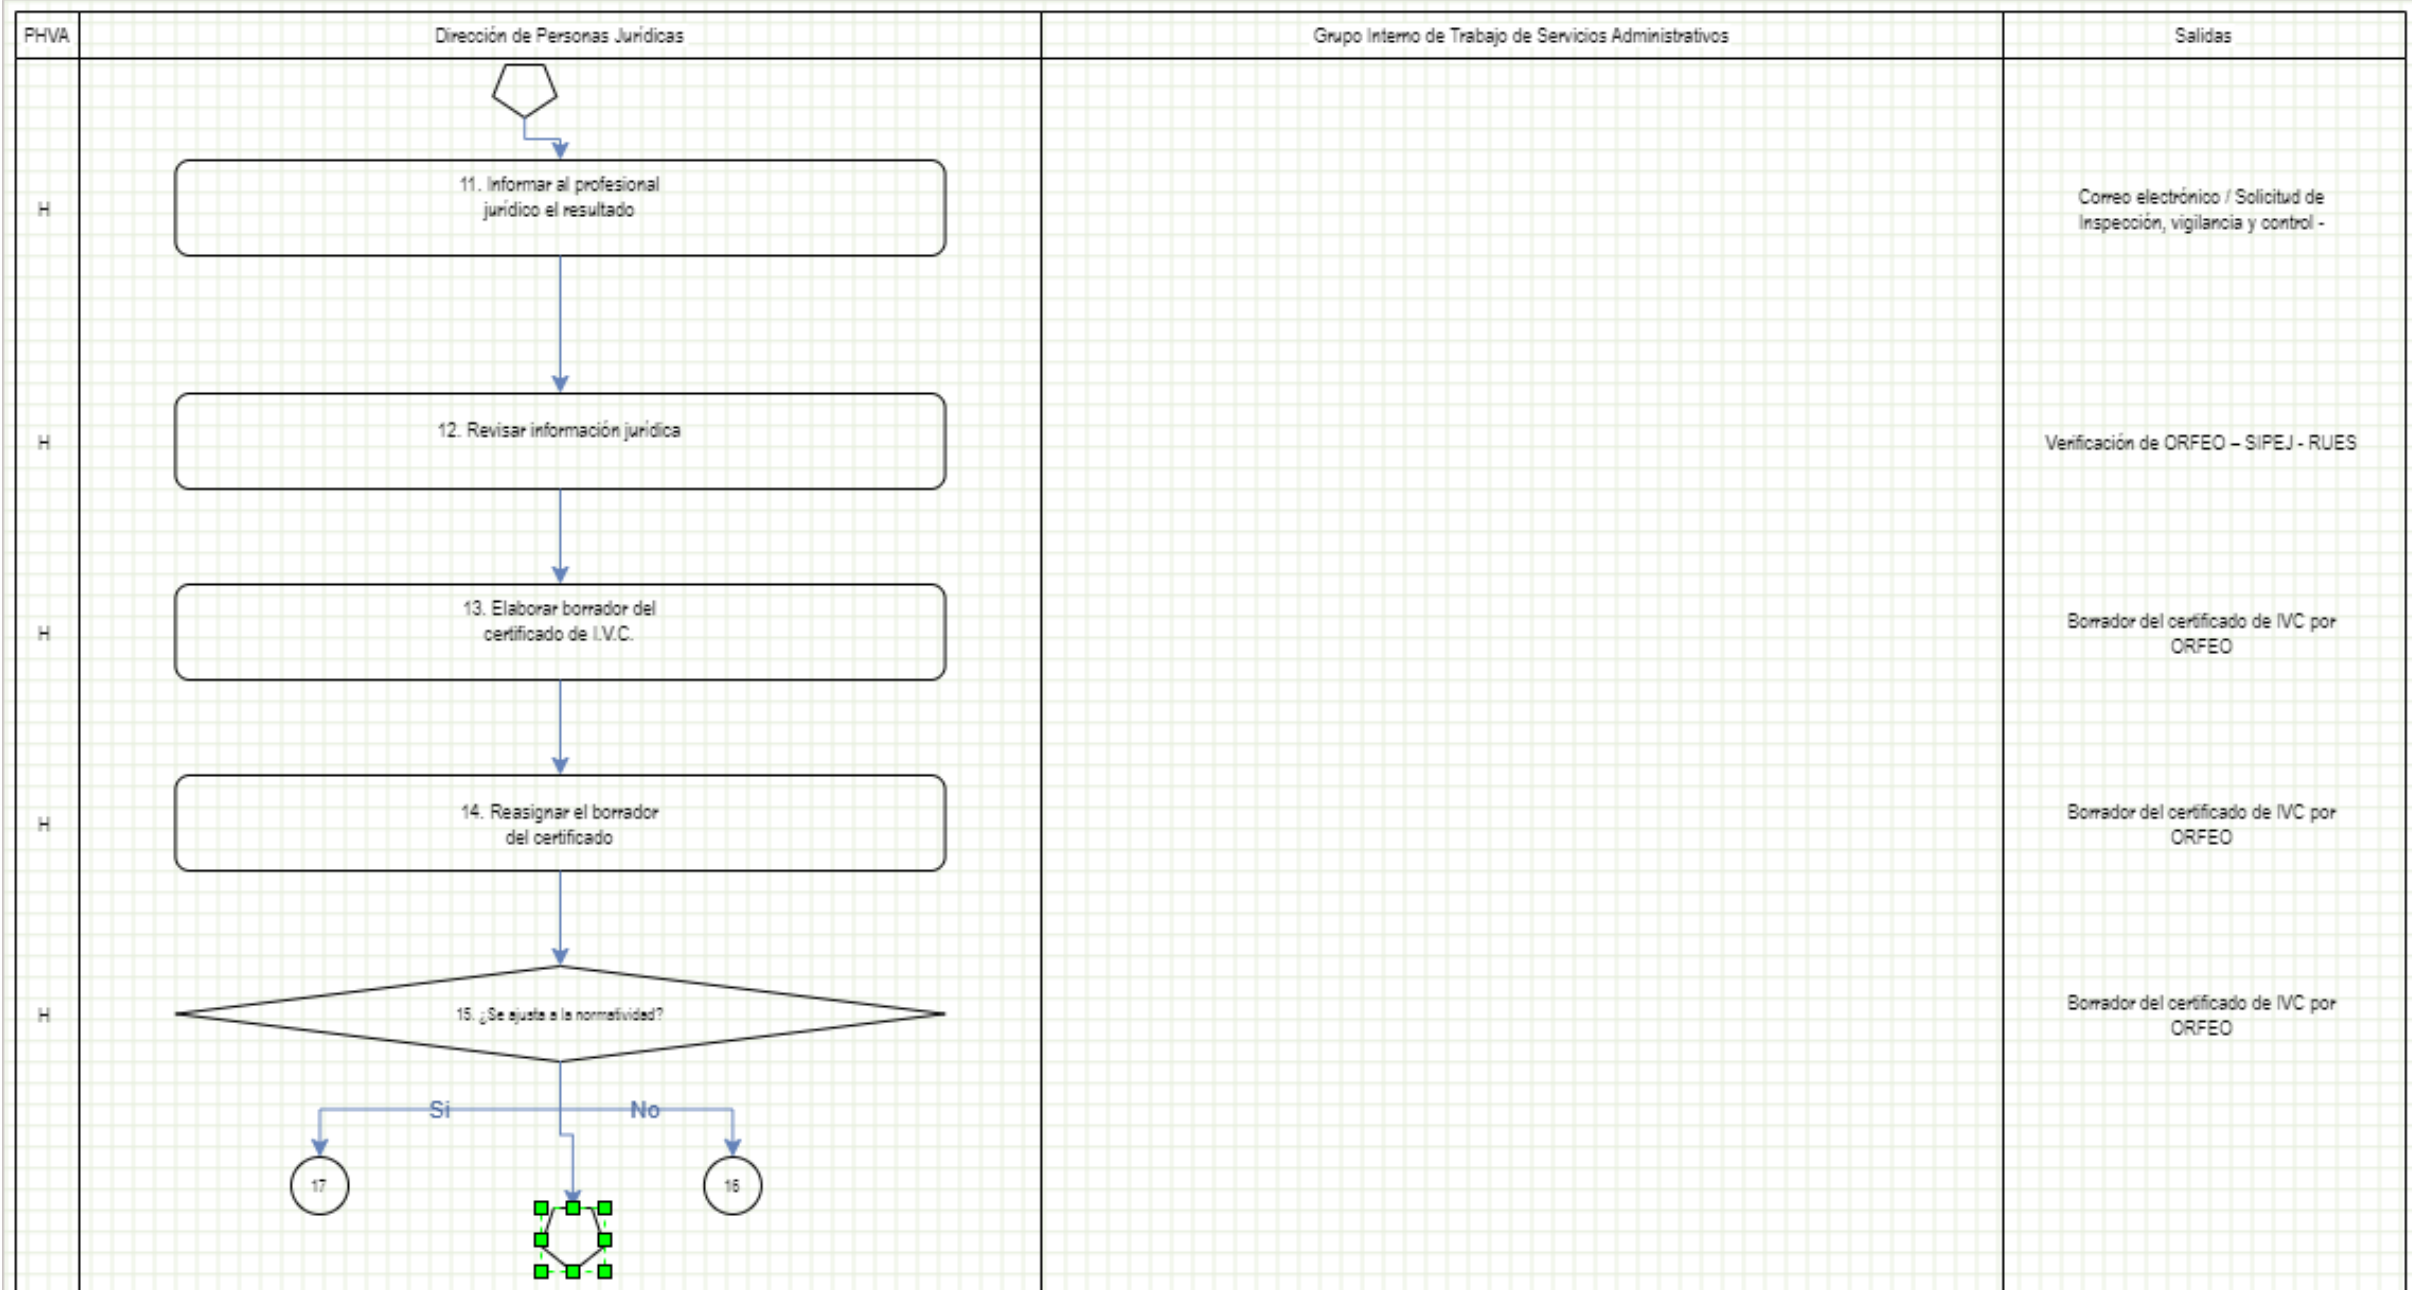 PHVA
Dirección de Personas Jurídicas
Grupo Interno de Trabajo de Servicios Administrativos
Salidas
11. Informar al profesional
jurídico el resultado
H
Correo electrónico / Solicitud de
Inspección, vigilancia y control -
12. Revisar información jurídica
H
Verificación de ORFEO – SIPEJ - RUES
13. Elaborar borrador del
certificado de I.V.C.
H
Borrador del certificado de IVC por
ORFEO
14. Reasignar el borrador
del certificado
H
Borrador del certificado de IVC por
ORFEO
15. ¿Se ajusta a la normatividad?
H
Borrador del certificado de IVC por
ORFEO
Si
No
17
16